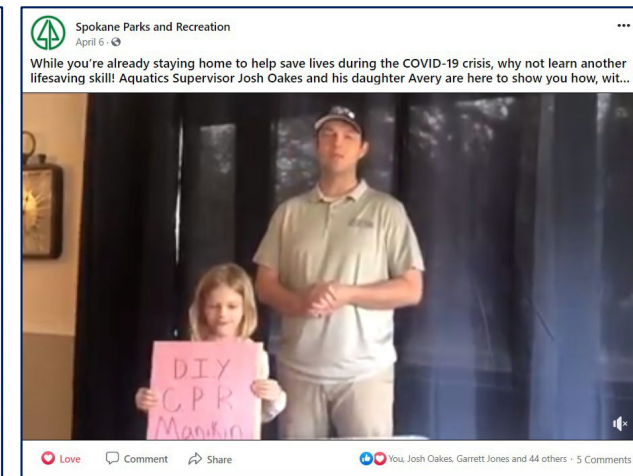 Spokane Parks and Recreation
April 6 ·
While you're already staying home to help save lives during the COVID-19 crisis, why not learn another
lifesaving skill! Aquatics Supervisor Josh Oakes and his daughter Avery are here to show you how, wit...
DIY
CPR
Manikin
Love Comment Share You, Josh Oakes, Garrett Jones and 44 others · 5 Comments